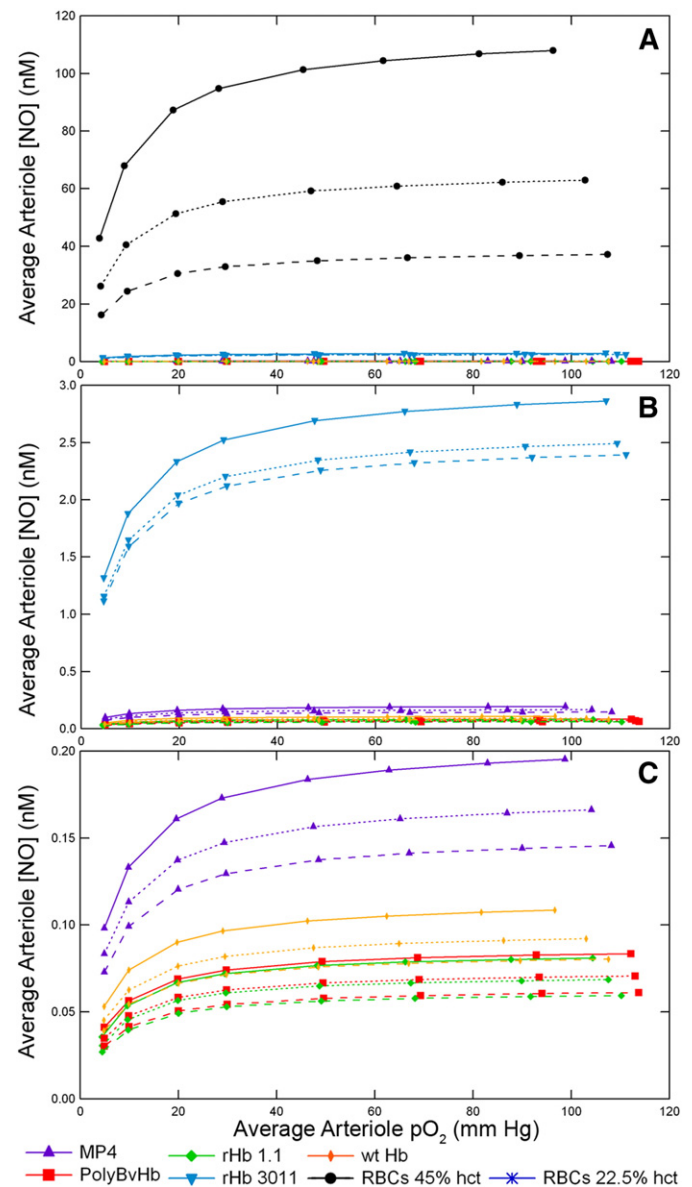 A
Average Arteriole [NO] (nM)
120
100
80
60
40
20
0
0 20 40 60 80 100 120
B
Average Arteriole [NO] (nM)
3.0
2.5
2.0
1.5
1.0
0.5
0.0
0 20 40 60 80 100 120
C
Average Arteriole [NO] (nM)
0.20
0.15
0.10
0.05
0.00
0 20 40 60 80 100 120
Average Arteriole pO₂ (mm Hg)
MP4 rHb 1.1 wt Hb
PolyBvHb rHb 3011 RBCs 45% hct RBCs 22.5% hct